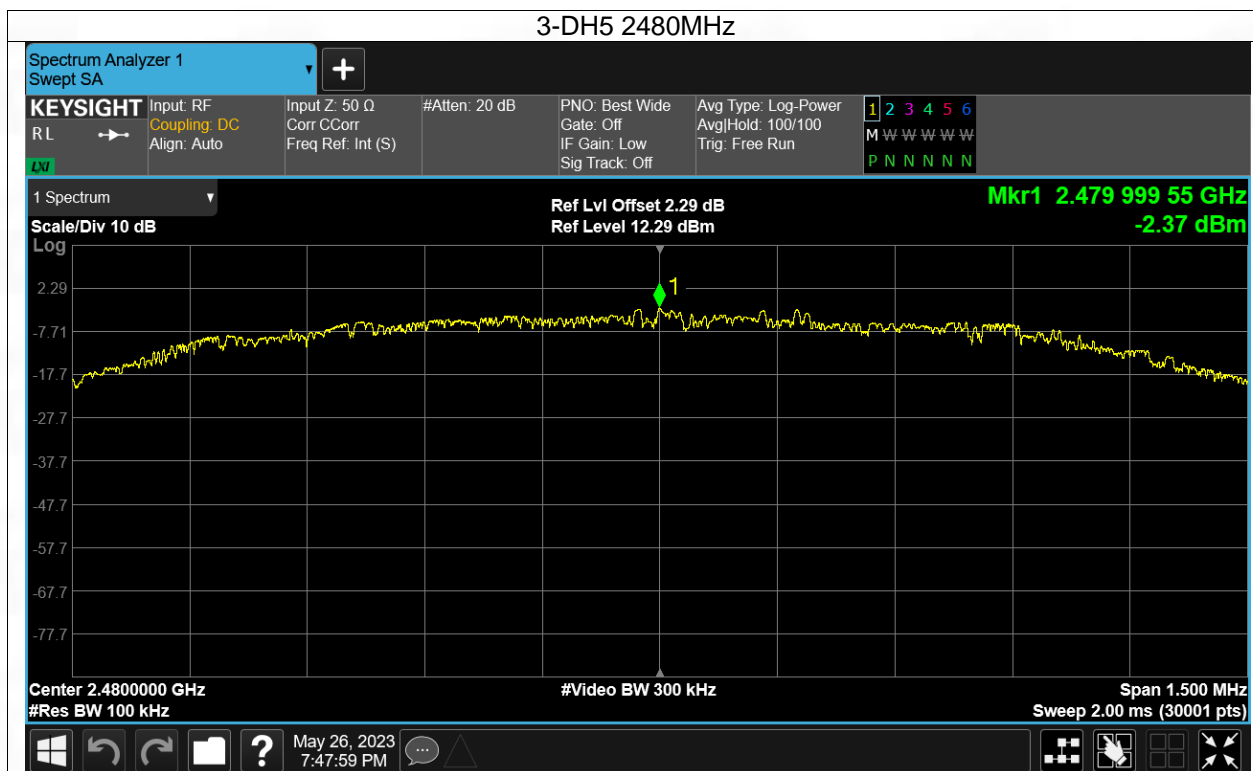 3-DH5 2480MHz
Spectrum Analyzer 1
Swept SA
KEYSIGHT
RL
LXI
Input: RF
Coupling: DC
Align: Auto
Input Z: 50 Ω
Corr CCorr
Freq Ref: Int (S)
#Atten: 20 dB
PNO: Best Wide
Gate: Off
IF Gain: Low
Sig Track: Off
Avg Type: Log-Power
Avg|Hold: 100/100
Trig: Free Run
1 2 3 4 5 6
M W W W W W
P N N N N N
1 Spectrum
Scale/Div 10 dB
Ref Lvl Offset 2.29 dB
Ref Level 12.29 dBm
Mkr1 2.479 999 55 GHz
-2.37 dBm
Log
2.29
-7.71
-17.7
-27.7
-37.7
-47.7
-57.7
-67.7
-77.7
1
Center 2.4800000 GHz
#Res BW 100 kHz
#Video BW 300 kHz
Span 1.500 MHz
Sweep 2.00 ms (30001 pts)
?
May 26, 2023
7:47:59 PM